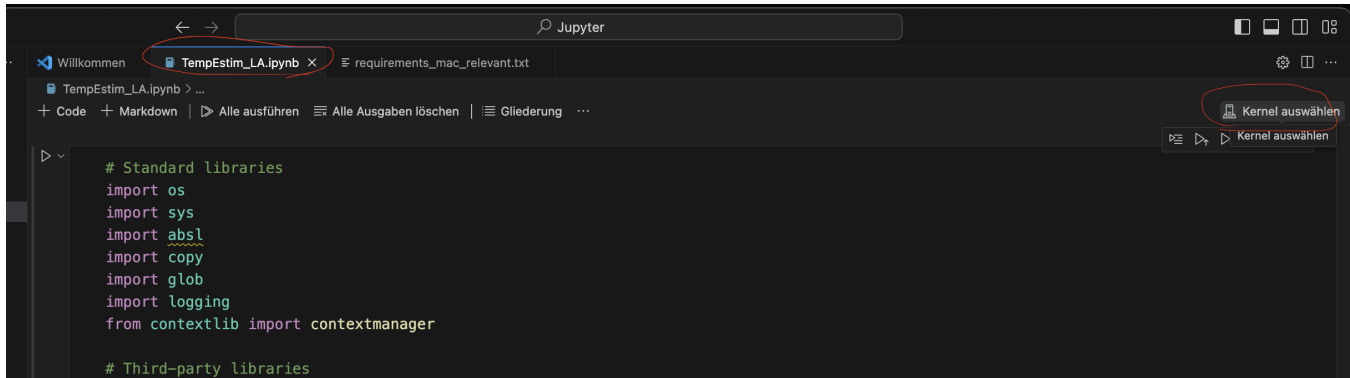 ← → Jupyter
Willkommen TempEstim_LA.ipynb × requirements_mac_relevant.txt
TempEstim_LA.ipynb > ...
+ Code + Markdown | Alle ausführen Alle Ausgaben löschen | Gliederung ...
Kernel auswählen
Kernel auswählen
# Standard libraries
import os
import sys
import absl
import copy
import glob
import logging
from contextlib import contextmanager
# Third-party libraries